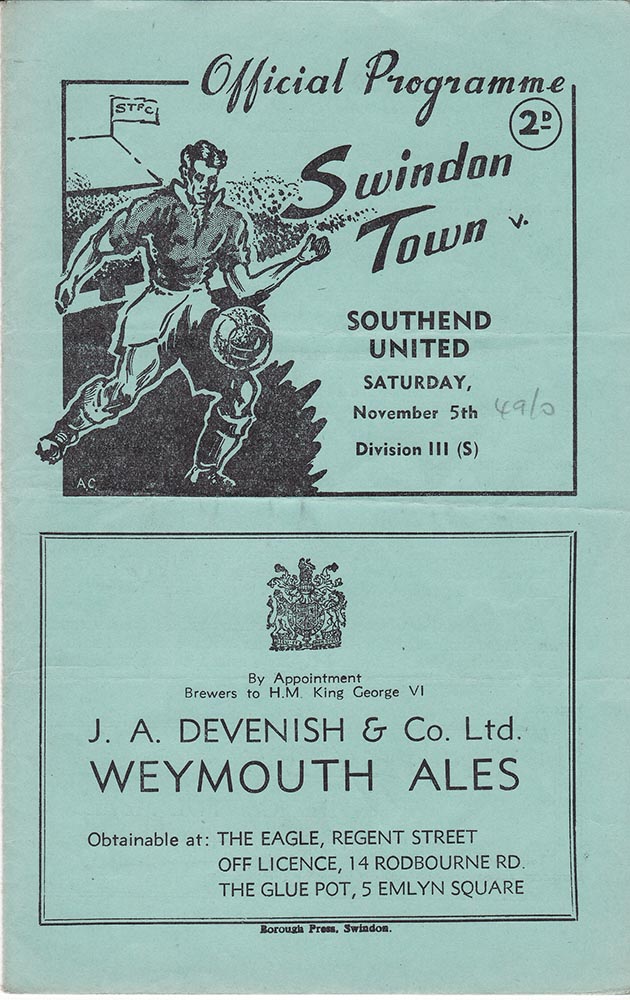 Official Programme
2D
STFC
Swindon
Town v.
SOUTHEND
UNITED
SATURDAY,
November 5th 49/0
Division III (S)
A.C.
By Appointment
Brewers to H.M. King George VI
J. A. DEVENISH & Co. Ltd.
WEYMOUTH ALES
Obtainable at: THE EAGLE, REGENT STREET
OFF LICENCE, 14 RODBOURNE RD.
THE GLUE POT, 5 EMLYN SQUARE
Borough Press, Swindon.